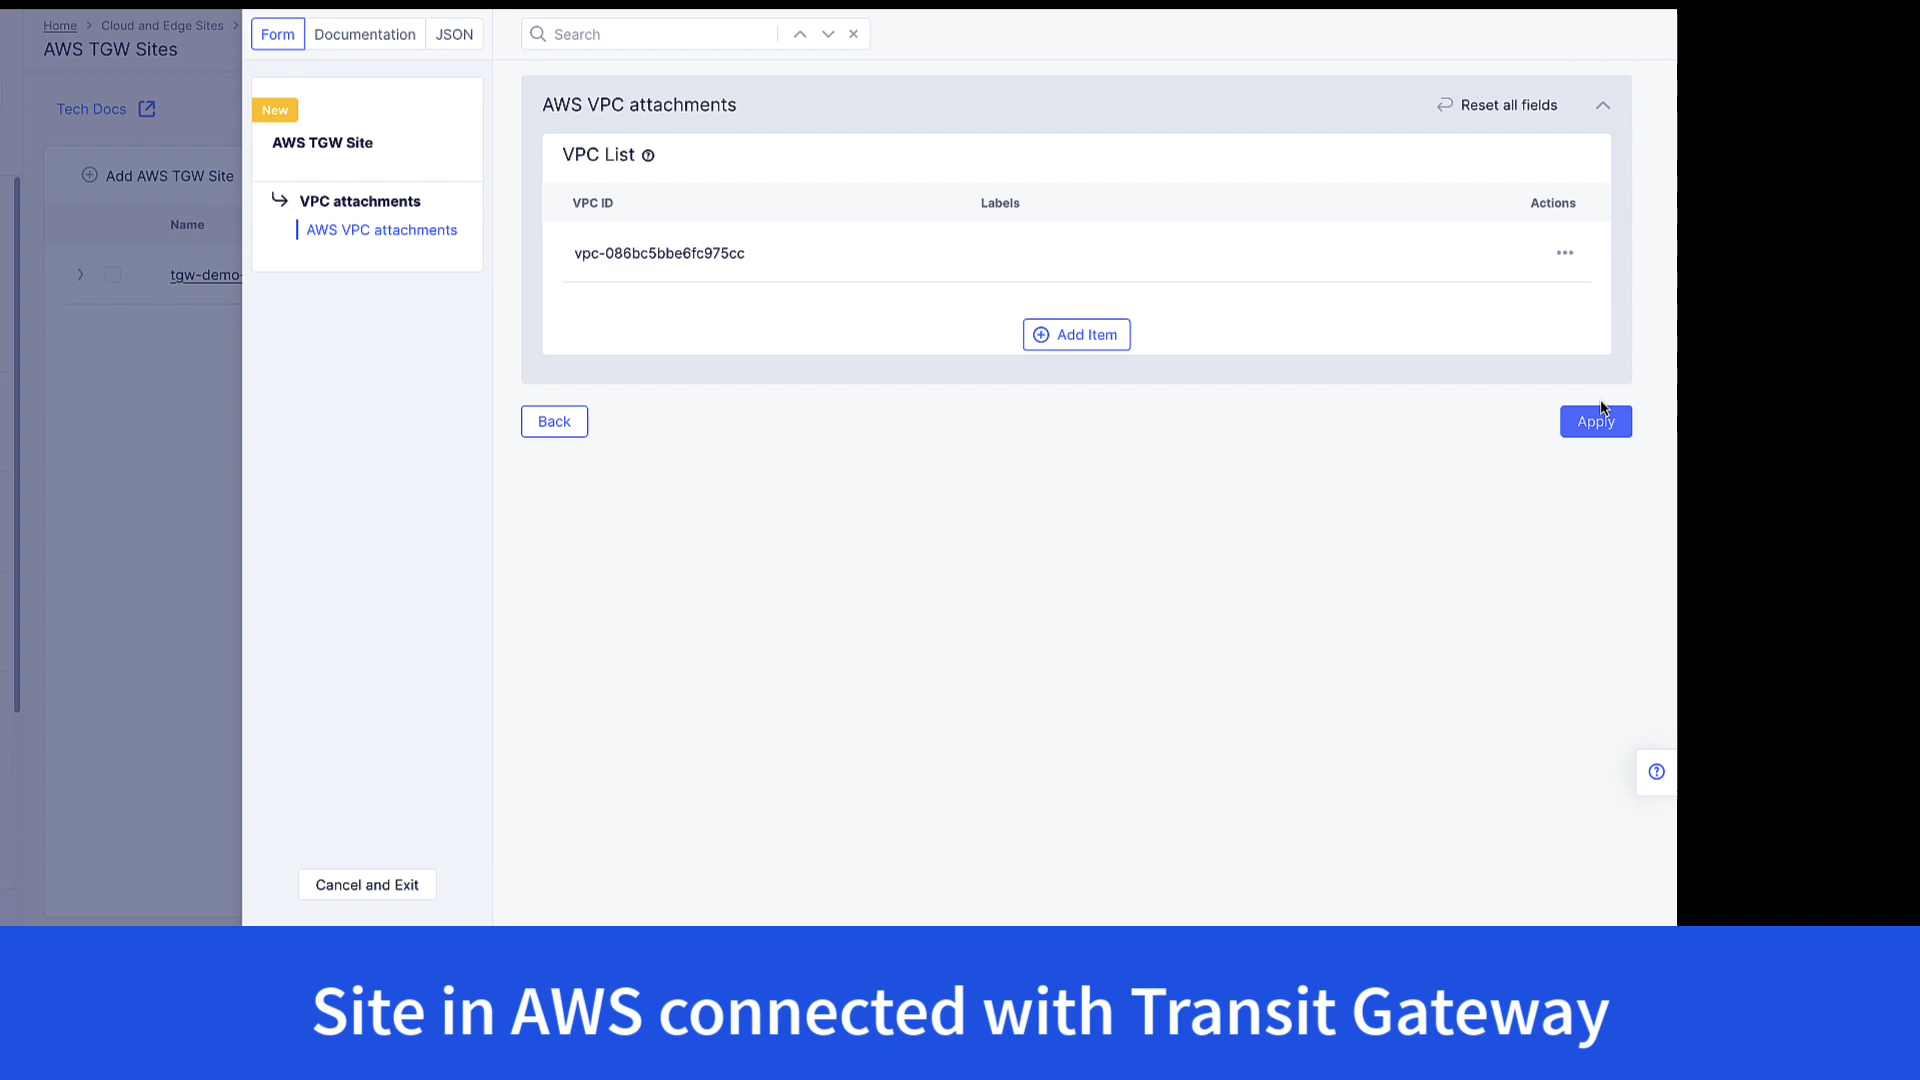 Home > Cloud and Edge Sites >
AWS TGW Sites
Tech Docs
Add AWS TGW Site
Name
tgw-demo-
Form
Documentation
JSON
New
AWS TGW Site
VPC attachments
AWS VPC attachments
Cancel and Exit
Search
AWS VPC attachments
Reset all fields
VPC List
VPC ID
Labels
Actions
vpc-086bc5bbe6fc975cc
Add Item
Back
Apply
Site in AWS connected with Transit Gateway